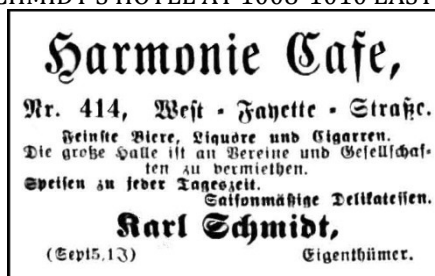 SCHMIDT'S HOTEL AT 1008-1010 EAST
Harmonie Cafe,
Nr. 414, West-Fayette-Straße.
Feinste Biere, Liquöre und Cigarren.
Die große Halle ist an Vereine und Gesellschaf-
ten zu vermiethen.
Speisen zu jeder Tageszeit.
Saisonmäßige Delikatessen.
Karl Schmidt,
(Sept5,1J) Eigenthümer.